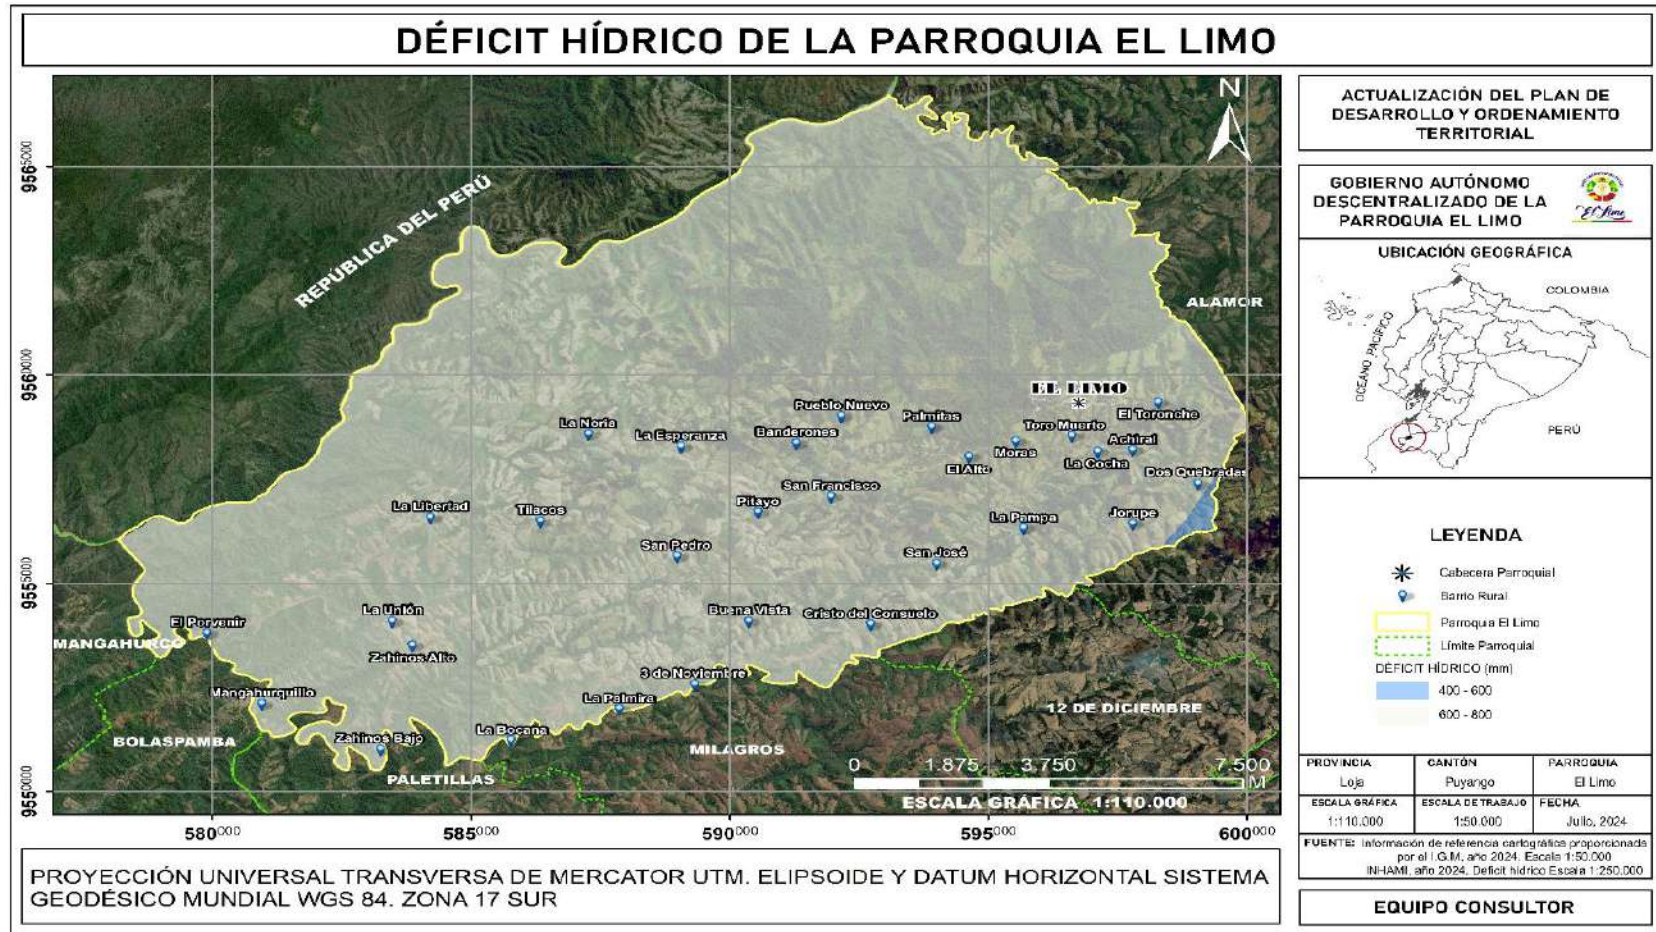 DÉFICIT HÍDRICO DE LA PARROQUIA EL LIMO
N
9565000
9560000
9555000
9550000
580000
585000
590000
595000
600000
REPÚBLICA DEL PERÚ
ALAMOR
EL LIMO
Pueblo Nuevo
Palmitas
El Toronche
La Noria
La Esperanza
Banderones
Toro Muerto
Achiral
Moras
El Alto
La Cocha
Dos Quebradas
San Francisco
La Libertad
Tilacos
Pitayo
La Pampa
Jorupe
San Pedro
San José
La Unión
Buena Vista
Cristo del Consuelo
El Porvenir
MANGAHURCO
Zahinos Alto
3 de Noviembre
Mangahurquillo
La Palmira
12 DE DICIEMBRE
La Bocana
BOLASPAMBA
Zahinos Bajo
MILAGROS
PALETILLAS
0 1.875 3.750 7.500
M
ESCALA GRÁFICA 1:110.000
PROYECCIÓN UNIVERSAL TRANSVERSA DE MERCATOR UTM. ELIPSOIDE Y DATUM HORIZONTAL SISTEMA
GEODÉSICO MUNDIAL WGS 84. ZONA 17 SUR
ACTUALIZACIÓN DEL PLAN DE
DESARROLLO Y ORDENAMIENTO
TERRITORIAL
GOBIERNO AUTÓNOMO
DESCENTRALIZADO DE LA
PARROQUIA EL LIMO
El Limo
UBICACIÓN GEOGRÁFICA
COLOMBIA
OCEANO PACÍFICO
PERÚ
LEYENDA
Cabecera Parroquial
Barrio Rural
Parroquia El Limo
Límite Parroquial
DÉFICIT HÍDRICO (mm)
400 - 600
600 - 800
PROVINCIA CANTÓN PARROQUIA
Loja Puyango El Limo
ESCALA GRÁFICA ESCALA DE TRABAJO FECHA
1:110.000 1:50.000 Julio, 2024
FUENTE: Información de referencia cartográfica proporcionada
por el I.G.M, año 2024. Escala 1:50.000
INHAMI, año 2024. Deficit hidrico Escala 1:250.000
EQUIPO CONSULTOR